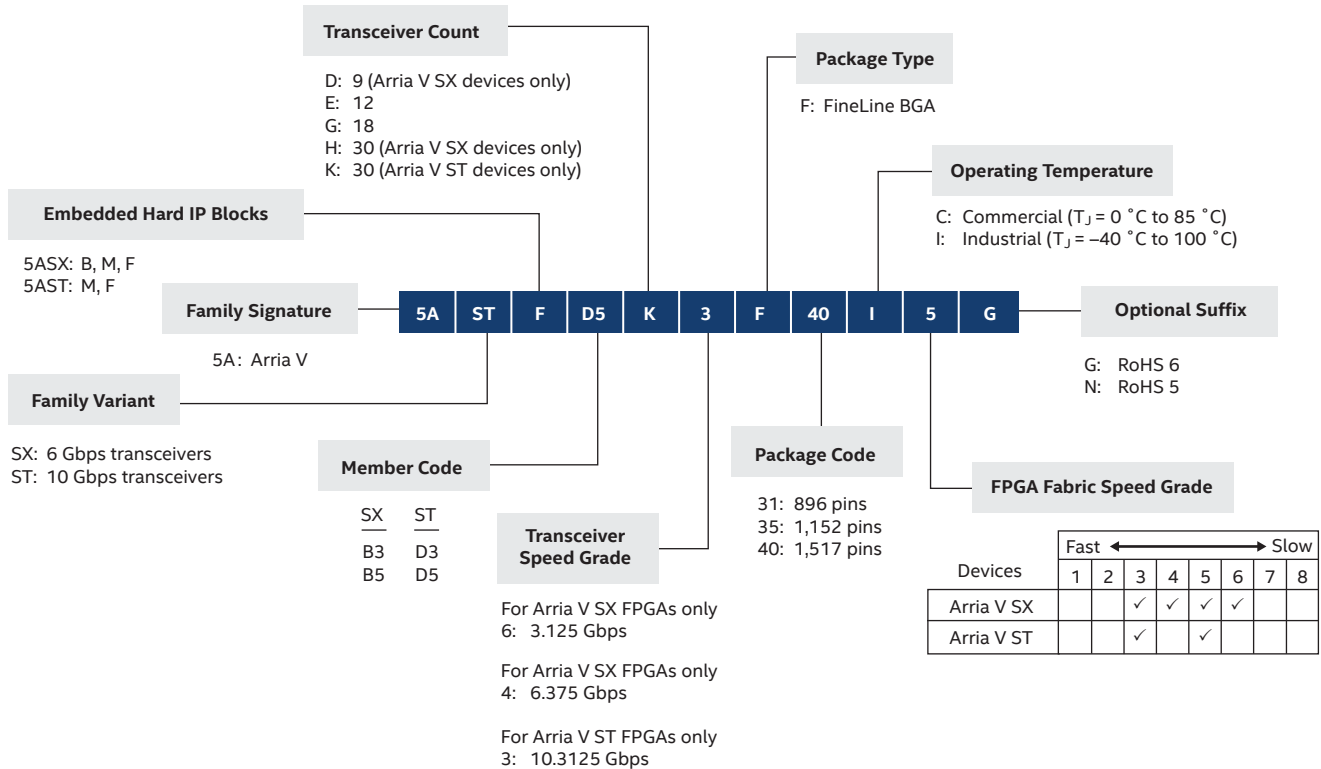 Transceiver Count
D: 9 (Arria V SX devices only)
E: 12
G: 18
H: 30 (Arria V SX devices only)
K: 30 (Arria V ST devices only)
Package Type
F: FineLine BGA
Operating Temperature
C: Commercial (TJ = 0 ˚C to 85 ˚C)
I: Industrial (TJ = –40 ˚C to 100 ˚C)
Embedded Hard IP Blocks
5ASX: B, M, F
5AST: M, F
Family Signature
5A: Arria V
5A ST F D5 K 3 F 40 I 5 G
Optional Suffix
G: RoHS 6
N: RoHS 5
Family Variant
SX: 6 Gbps transceivers
ST: 10 Gbps transceivers
Member Code
SX ST
B3 D3
B5 D5
Transceiver
Speed Grade
For Arria V SX FPGAs only
6: 3.125 Gbps
For Arria V SX FPGAs only
4: 6.375 Gbps
For Arria V ST FPGAs only
3: 10.3125 Gbps
Package Code
31: 896 pins
35: 1,152 pins
40: 1,517 pins
FPGA Fabric Speed Grade
Fast Slow
Devices 1 2 3 4 5 6 7 8
Arria V SX ✓ ✓ ✓ ✓
Arria V ST ✓ ✓